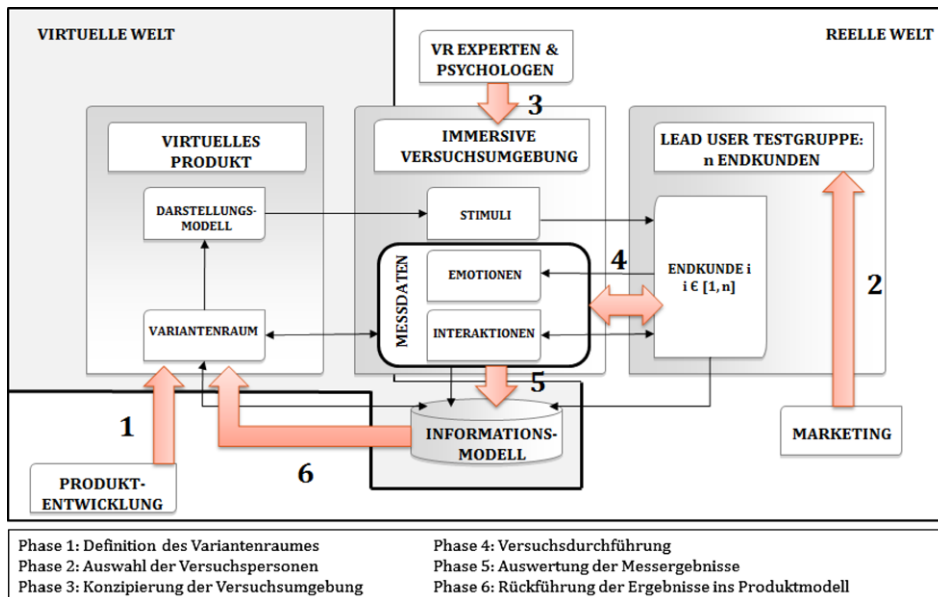 VIRTUELLE WELT
REELLE WELT
VR EXPERTEN &
PSYCHOLOGEN
3
VIRTUELLES
PRODUKT
IMMERSIVE
VERSUCHSUMGEBUNG
LEAD USER TESTGRUPPE:
n ENDKUNDEN
DARSTELLUNGS-
MODELL
STIMULI
MESSDATEN
EMOTIONEN
4
ENDKUNDE i
i € [1, n]
2
VARIANTENRAUM
INTERAKTIONEN
5
1
INFORMATIONS-
MODELL
MARKETING
6
PRODUKT-
ENTWICKLUNG
Phase 1: Definition des Variantenraumes
Phase 2: Auswahl der Versuchspersonen
Phase 3: Konzipierung der Versuchsumgebung
Phase 4: Versuchsdurchführung
Phase 5: Auswertung der Messergebnisse
Phase 6: Rückführung der Ergebnisse ins Produktmodell